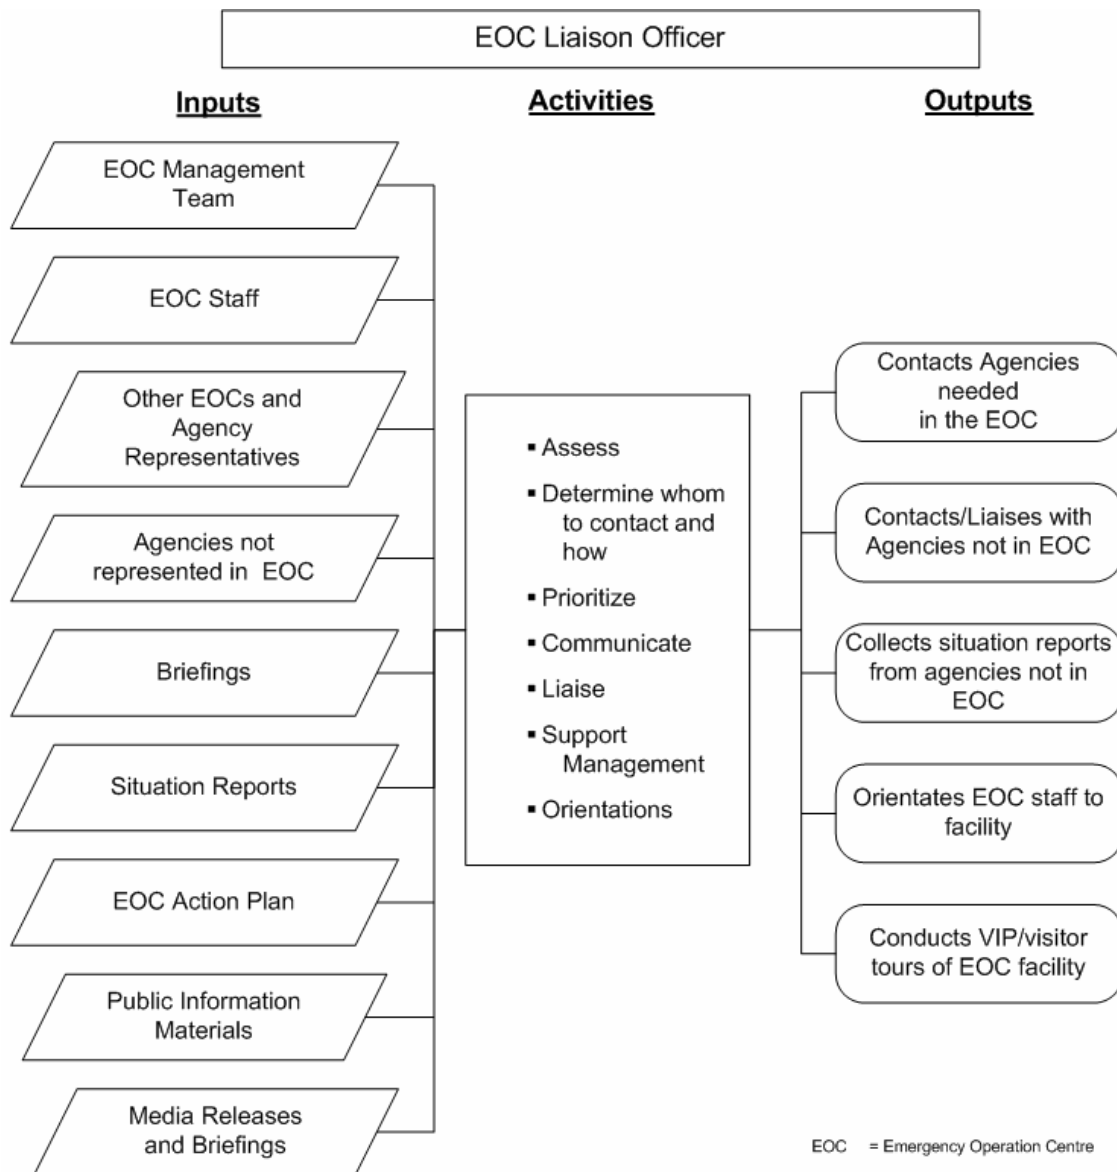 EOC Liaison Officer
Inputs
Activities
Outputs
EOC Management
Team
EOC Staff
Other EOCs and
Agency
Representatives
Agencies not
represented in EOC
Briefings
Situation Reports
EOC Action Plan
Public Information
Materials
Media Releases
and Briefings
▪ Assess
▪ Determine whom
to contact and
how
▪ Prioritize
▪ Communicate
▪ Liaise
▪ Support
Management
▪ Orientations
Contacts Agencies
needed
in the EOC
Contacts/Liaises with
Agencies not in EOC
Collects situation reports
from agencies not in
EOC
Orientates EOC staff to
facility
Conducts VIP/visitor
tours of EOC facility
EOC = Emergency Operation Centre